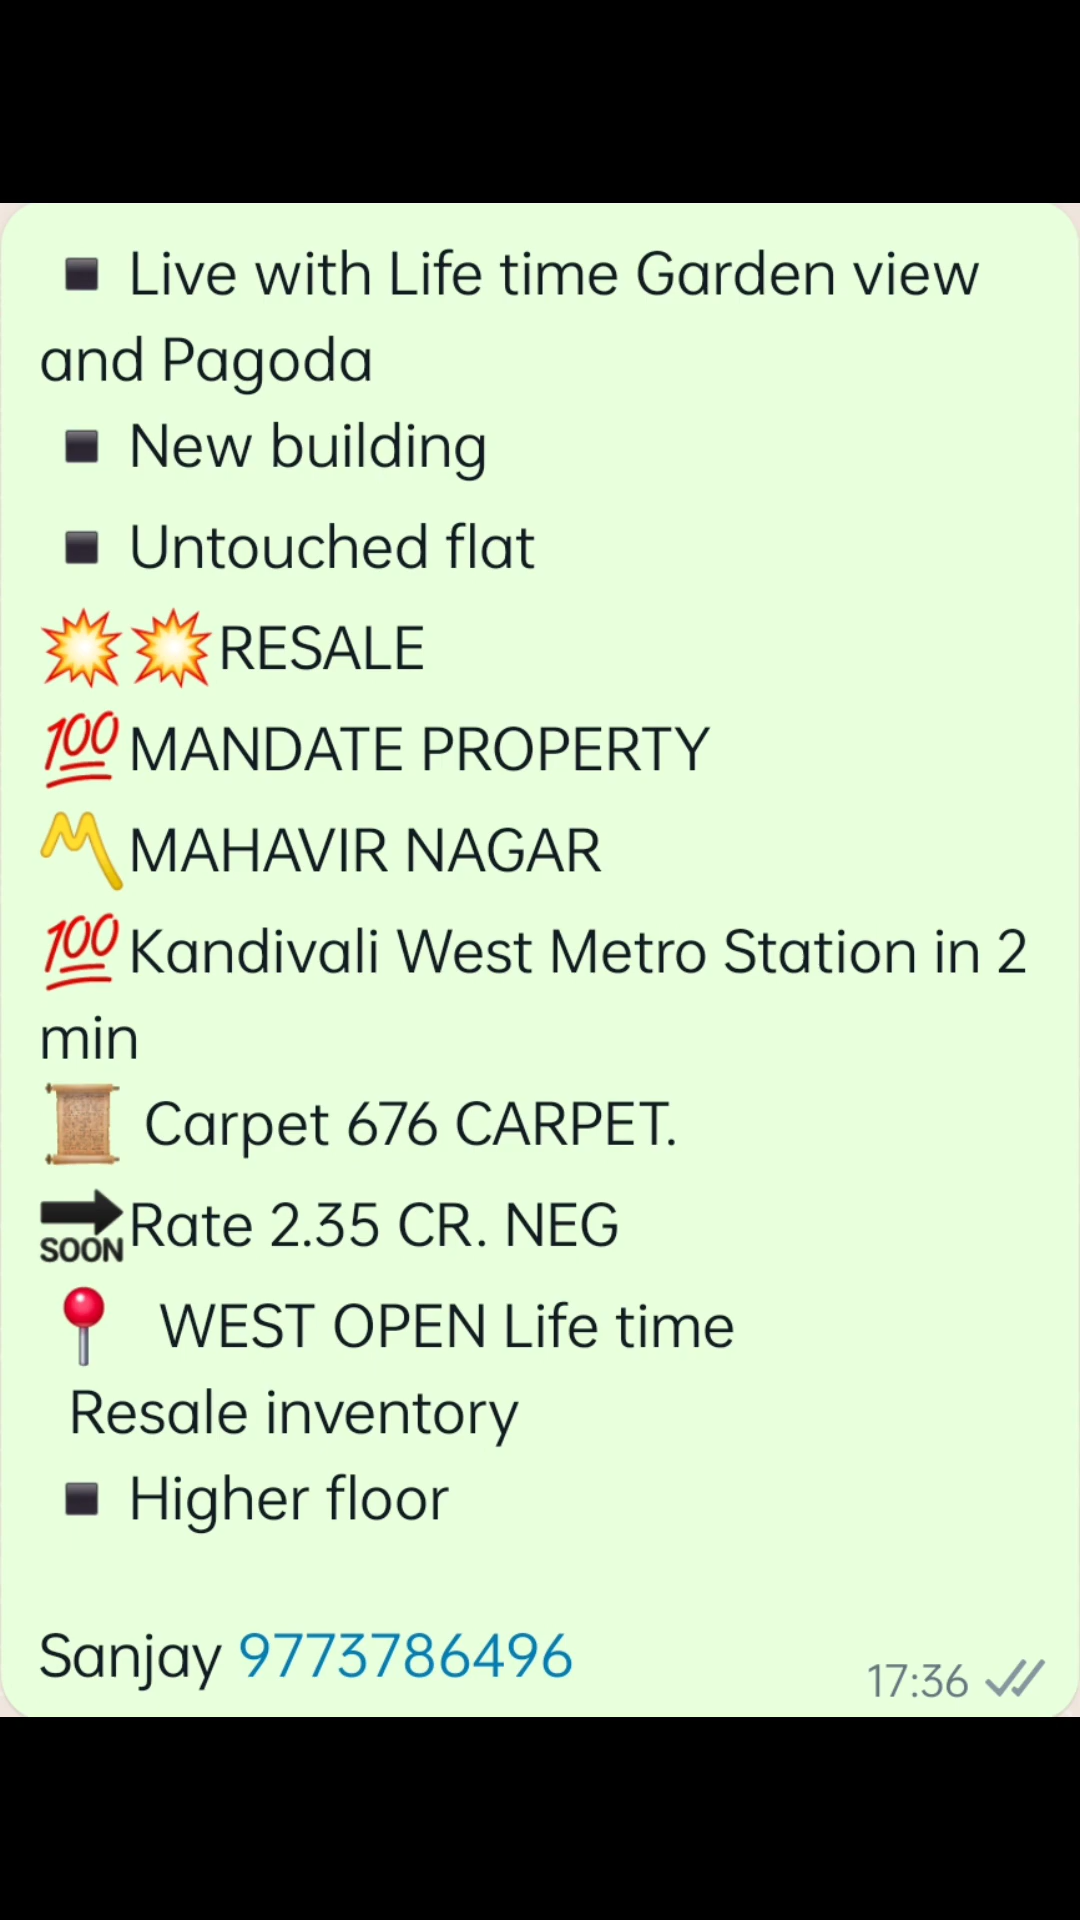 ▪️ Live with Life time Garden view
and Pagoda
▪️ New building
▪️ Untouched flat
💥💥RESALE
💯MANDATE PROPERTY
〽️MAHAVIR NAGAR
💯Kandivali West Metro Station in 2
min
📜 Carpet 676 CARPET.
🔜Rate 2.35 CR. NEG
📍 WEST OPEN Life time
Resale inventory
▪️ Higher floor
Sanjay 9773786496
17:36